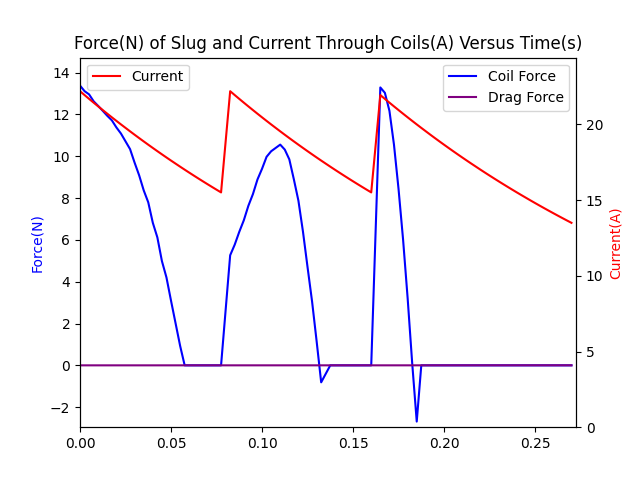 Force(N) of Slug and Current Through Coils(A) Versus Time(s)
Current
Coil Force
Drag Force
Force(N)
14
12
10
8
6
4
2
0
−2
Current(A)
20
15
10
5
0
0.00 0.05 0.10 0.15 0.20 0.25